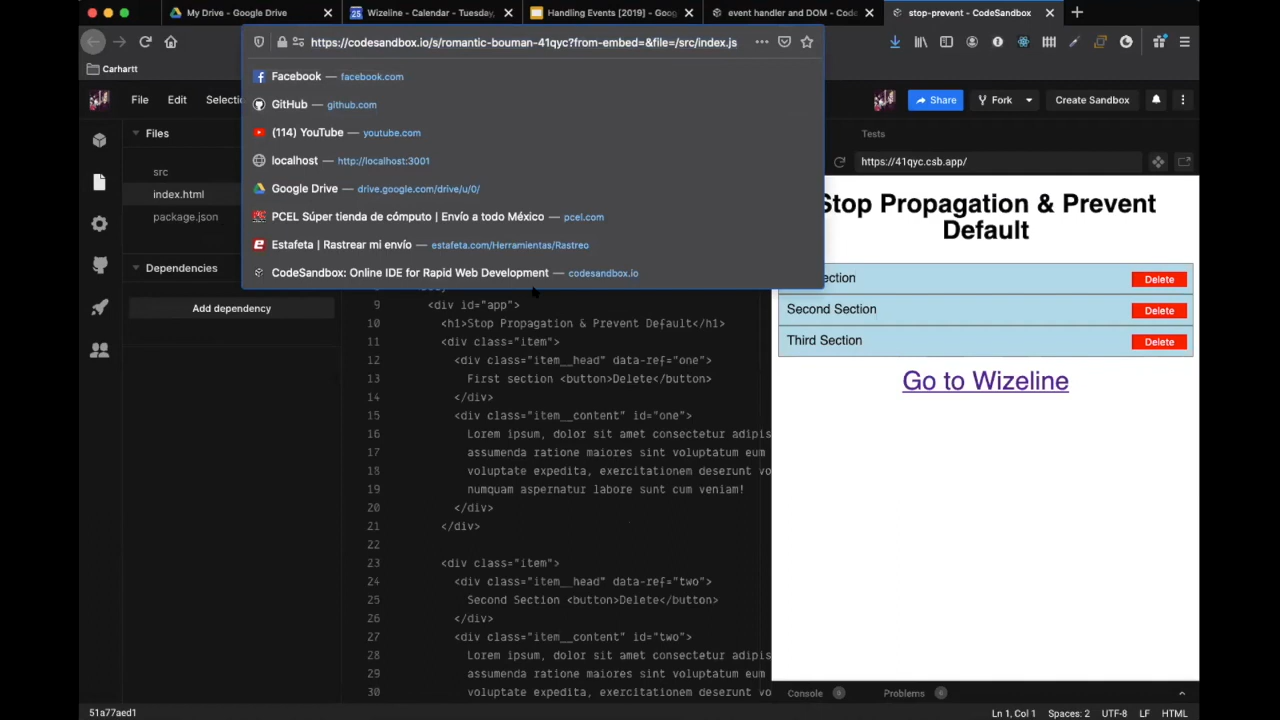 My Drive - Google Drive
Wizeline - Calendar - Tuesday,
Handling Events [2019] - Goog
event handler and DOM - Code
stop-prevent - CodeSandbox
https://codesandbox.io/s/romantic-bouman-41qyc?from-embed=&file=/src/index.js
Carhartt
Facebook — facebook.com
GitHub — github.com
(114) YouTube — youtube.com
localhost — http://localhost:3001
Google Drive — drive.google.com/drive/u/0/
PCEL Súper tienda de cómputo | Envío a todo México — pcel.com
Estafeta | Rastrear mi envío — estafeta.com/Herramientas/Rastreo
CodeSandbox: Online IDE for Rapid Web Development — codesandbox.io
File Edit Selectio
Share Fork Create Sandbox
Files
src
index.html
package.json
Dependencies
Add dependency
9 <div id="app">
10 <h1>Stop Propagation & Prevent Default</h1>
11 <div class="item">
12 <div class="item__head" data-ref="one">
13 First section <button>Delete</button>
14 </div>
15 <div class="item__content" id="one">
16 Lorem ipsum, dolor sit amet consectetur adipis
17 assumenda ratione maiores sint voluptatum eum
18 voluptate expedita, exercitationem deserunt vo
19 numquam aspernatur labore sunt cum veniam!
20 </div>
21 </div>
22
23 <div class="item">
24 <div class="item__head" data-ref="two">
25 Second Section <button>Delete</button>
26 </div>
27 <div class="item__content" id="two">
28 Lorem ipsum, dolor sit amet consectetur adipis
29 assumenda ratione maiores sint voluptatum eum
30 voluptate expedita, exercitationem deserunt vo
Tests
https://41qyc.csb.app/
Stop Propagation & Prevent
Default
ection Delete
Second Section Delete
Third Section Delete
Go to Wizeline
Console 0 Problems 0
51a77aed1
Ln 1, Col 1 Spaces: 2 UTF-8 LF HTML